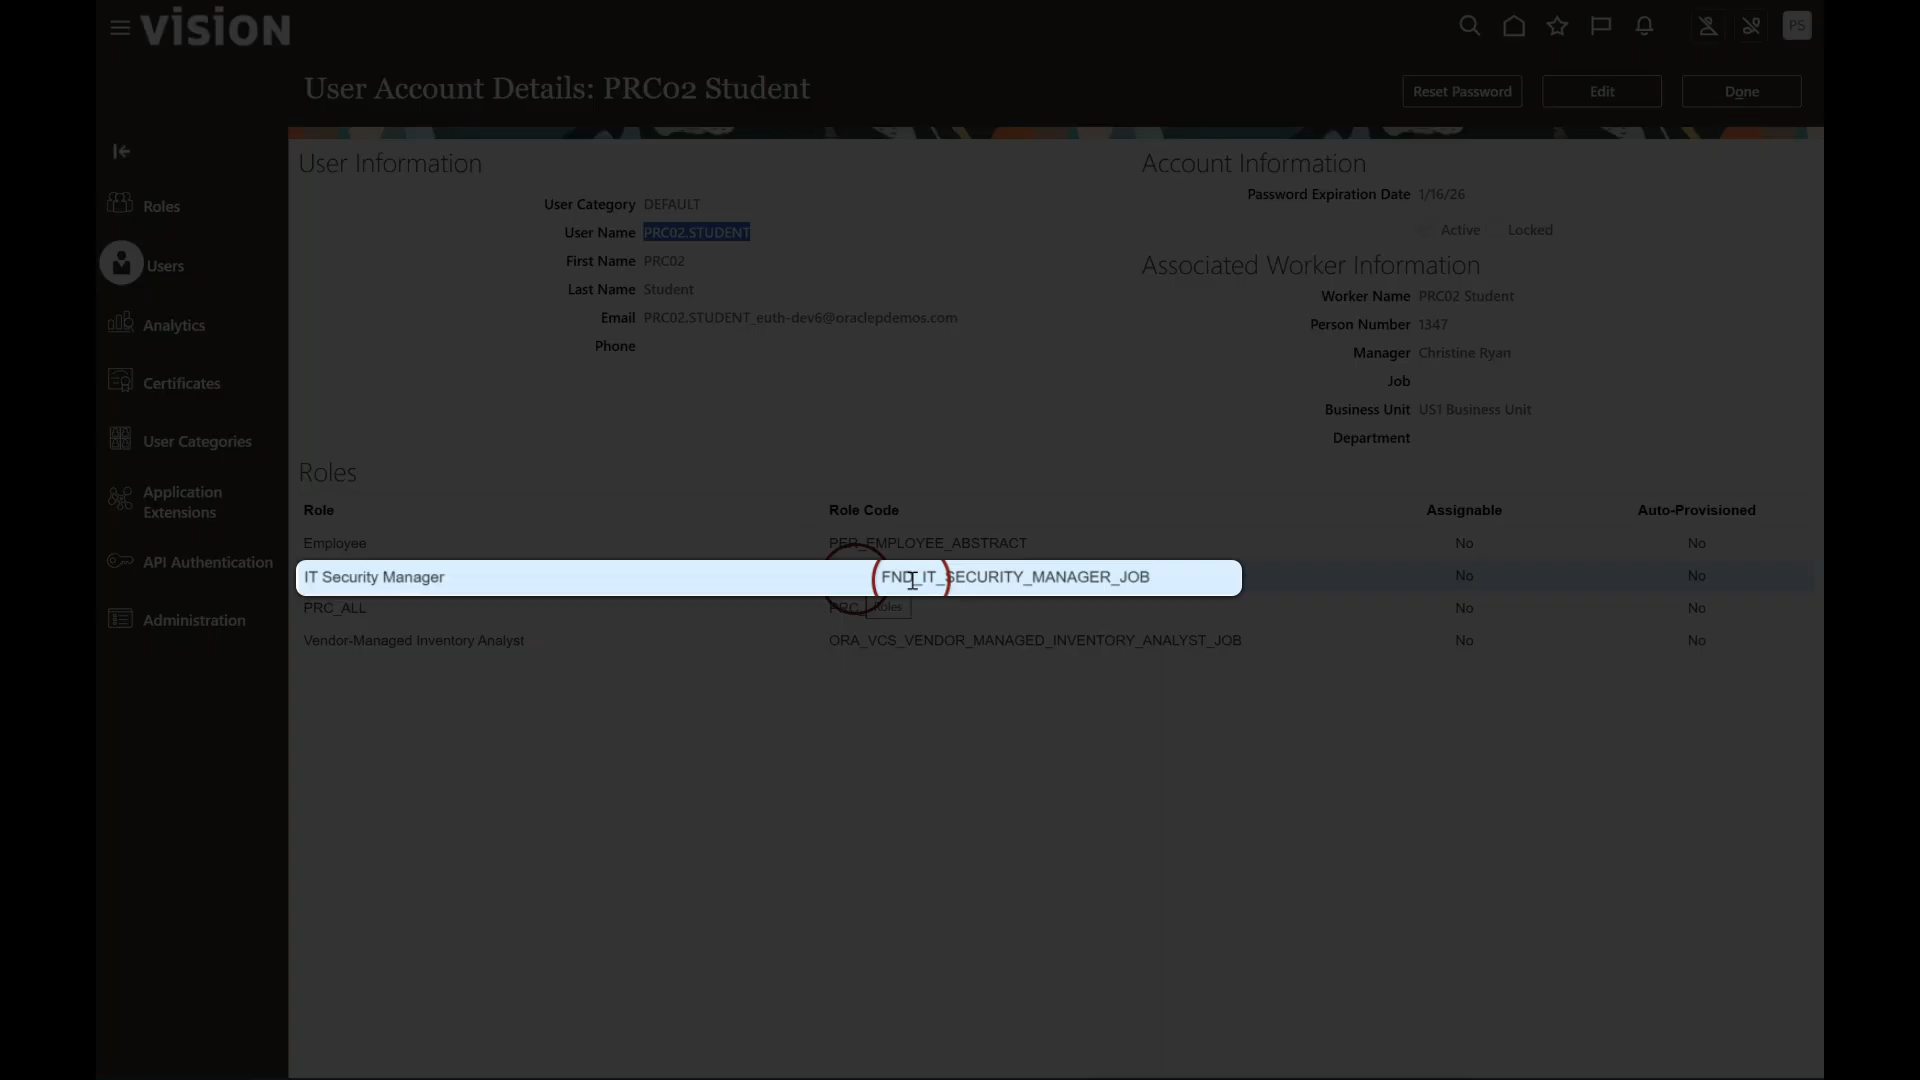 VISION
PS
User Account Details: PRC02 Student
Reset Password
Edit
Done
Roles
Users
Analytics
Certificates
User Categories
Application
Extensions
API Authentication
Administration
User Information
User Category DEFAULT
User Name PRC02.STUDENT
First Name PRC02
Last Name Student
Email PRC02.STUDENT_euth-dev6@oraclepdemos.com
Phone
Account Information
Password Expiration Date 1/16/26
Active Locked
Associated Worker Information
Worker Name PRC02 Student
Person Number 1347
Manager Christine Ryan
Job
Business Unit US1 Business Unit
Department
Roles
Role Role Code Assignable Auto-Provisioned
Employee PER_EMPLOYEE_ABSTRACT No No
IT Security Manager FND_IT_SECURITY_MANAGER_JOB No No
PRC_ALL PRC_ Roles No No
Vendor-Managed Inventory Analyst ORA_VCS_VENDOR_MANAGED_INVENTORY_ANALYST_JOB No No